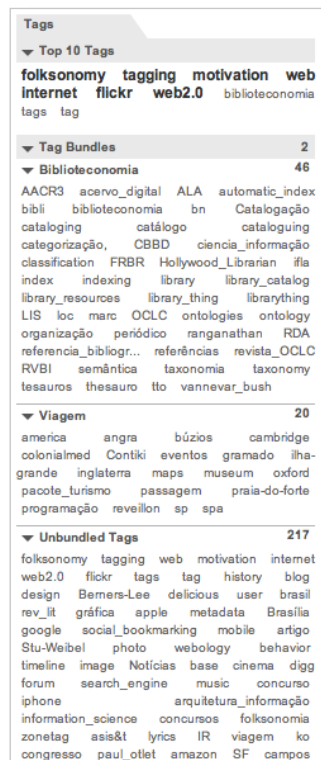 Tags
Top 10 Tags
folksonomy tagging motivation web
internet flickr web2.0 biblioteconomia
tags tag
Tag Bundles 2
Biblioteconomia 46
AACR3 acervo_digital ALA automatic_index
bibli biblioteconomia bn Catalogação
cataloging catálogo cataloguing
categorização, CBBD ciencia_informação
classification FRBR Hollywood_Librarian ifla
index indexing library library_catalog
library_resources library_thing librarything
LIS loc marc OCLC ontologies ontology
organização periódico ranganathan RDA
referencia_bibliogr... referências revista_OCLC
RVBI semântica taxonomia taxonomy
tesauros thesauro tto vannevar_bush
Viagem 20
america angra búzios cambridge
colonialmed Contiki eventos gramado ilha-
grande inglaterra maps museum oxford
pacote_turismo passagem praia-do-forte
programação reveillon sp spa
Unbundled Tags 217
folksonomy tagging web motivation internet
web2.0 flickr tags tag history blog
design Berners-Lee delicious user brasil
rev_lit gráfica apple metadata Brasília
google social_bookmarking mobile artigo
Stu-Weibel photo webology behavior
timeline image Notícias base cinema digg
forum search_engine music concurso
iphone arquitetura_informação
information_science concursos folksonomia
zonetag asis&t lyrics IR viagem ko
congresso paul_otlet amazon SF campos